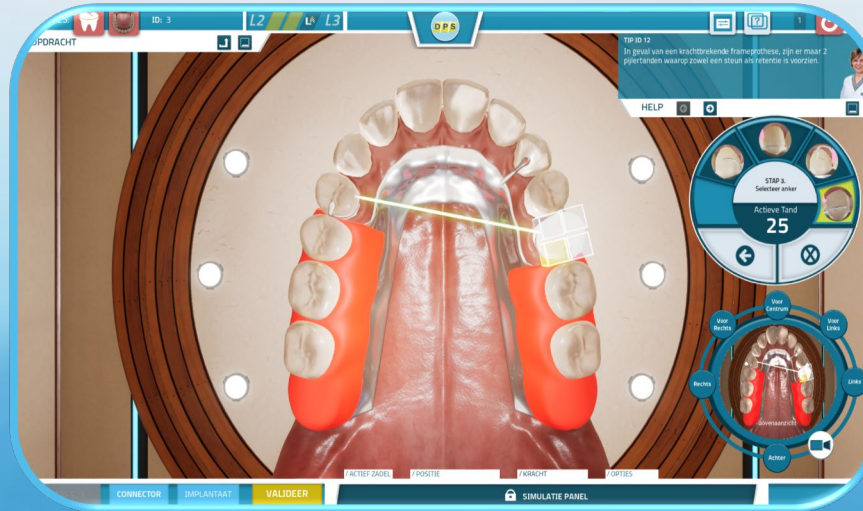 ID: 3
L2
L&
L3
DPS
1
OPDRACHT
TIP ID 12
In geval van een krachtbrekende frameprothese, zijn er maar 2
pijlertanden waarop zowel een steun als retentie is voorzien.
HELP
STAP 3.
Selecteer anker
Actieve Tand
25
Voor
Centrum
Voor
Rechts
Voor
Links
Rechts
Links
Bovenaanzicht
Achter
/ ACTIEF ZADEL
/ POSITIE
/ KRACHT
/ OPTIES
CONNECTOR
IMPLANTAAT
VALIDEER
SIMULATIE PANEL